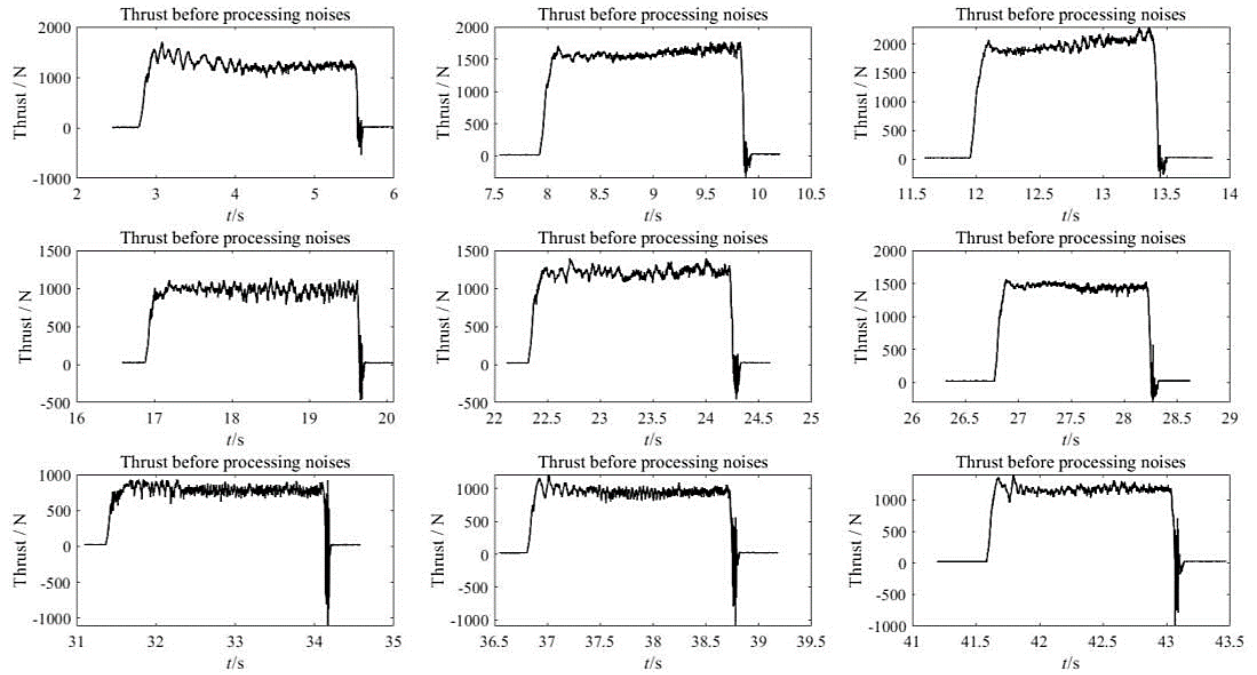 Thrust before processing noises
Thrust / N
2000
1000
0
-1000
2 3 4 5 6
t/s
Thrust before processing noises
Thrust / N
2000
1500
1000
500
0
7.5 8 8.5 9 9.5 10 10.5
t/s
Thrust before processing noises
Thrust / N
2000
1500
1000
500
0
11.5 12 12.5 13 13.5 14
t/s
Thrust before processing noises
Thrust / N
1500
1000
500
0
-500
16 17 18 19 20
t/s
Thrust before processing noises
Thrust / N
1500
1000
500
0
-500
22 22.5 23 23.5 24 24.5 25
t/s
Thrust before processing noises
Thrust / N
2000
1500
1000
500
0
26 26.5 27 27.5 28 28.5 29
t/s
Thrust before processing noises
Thrust / N
1000
500
0
-500
-1000
31 32 33 34 35
t/s
Thrust before processing noises
Thrust / N
1000
500
0
-500
-1000
36.5 37 37.5 38 38.5 39 39.5
t/s
Thrust before processing noises
Thrust / N
1000
500
0
-500
-1000
41 41.5 42 42.5 43 43.5
t/s